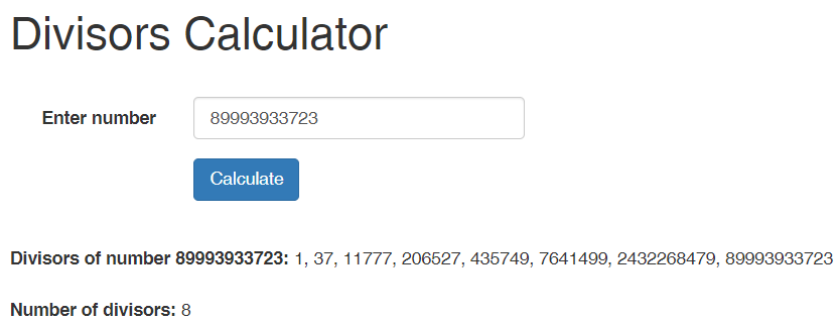 Divisors Calculator
Enter number 89993933723
Calculate
Divisors of number 89993933723: 1, 37, 11777, 206527, 435749, 7641499, 2432268479, 89993933723
Number of divisors: 8